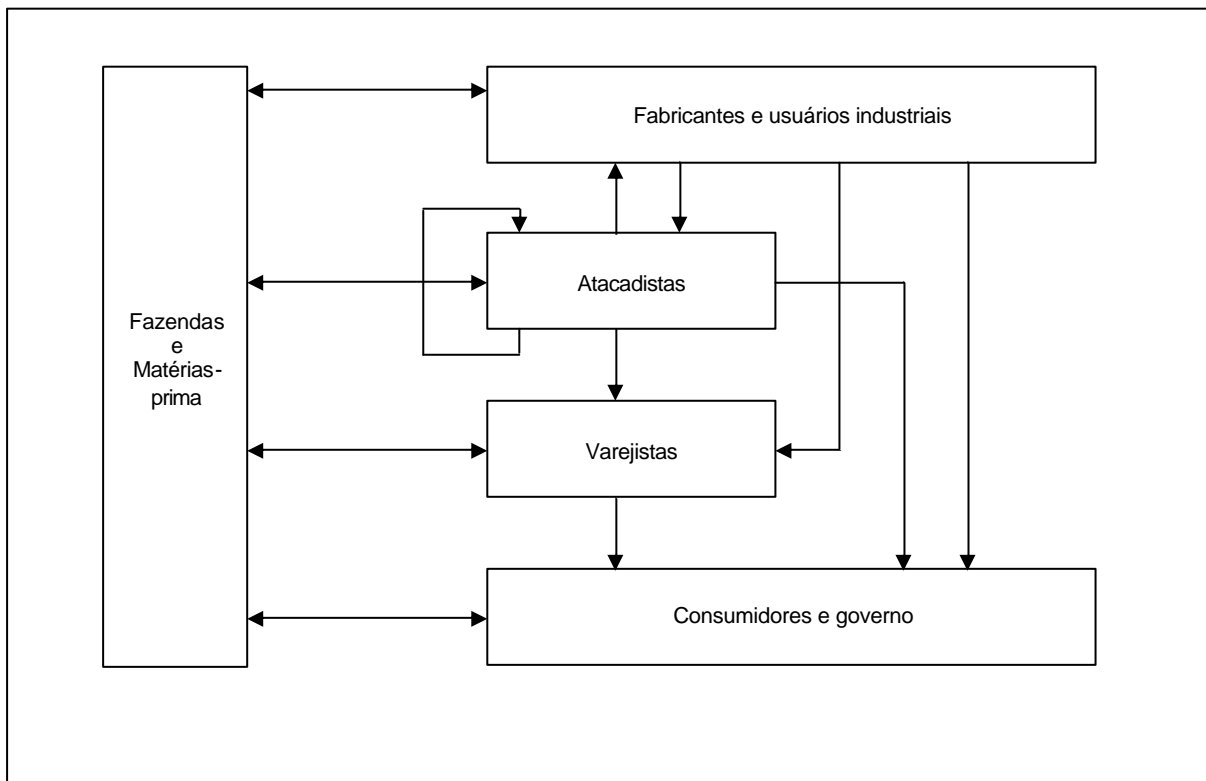 Fabricantes e usuários industriais
Atacadistas
Fazendas
e
Matérias-
prima
Varejistas
Consumidores e governo